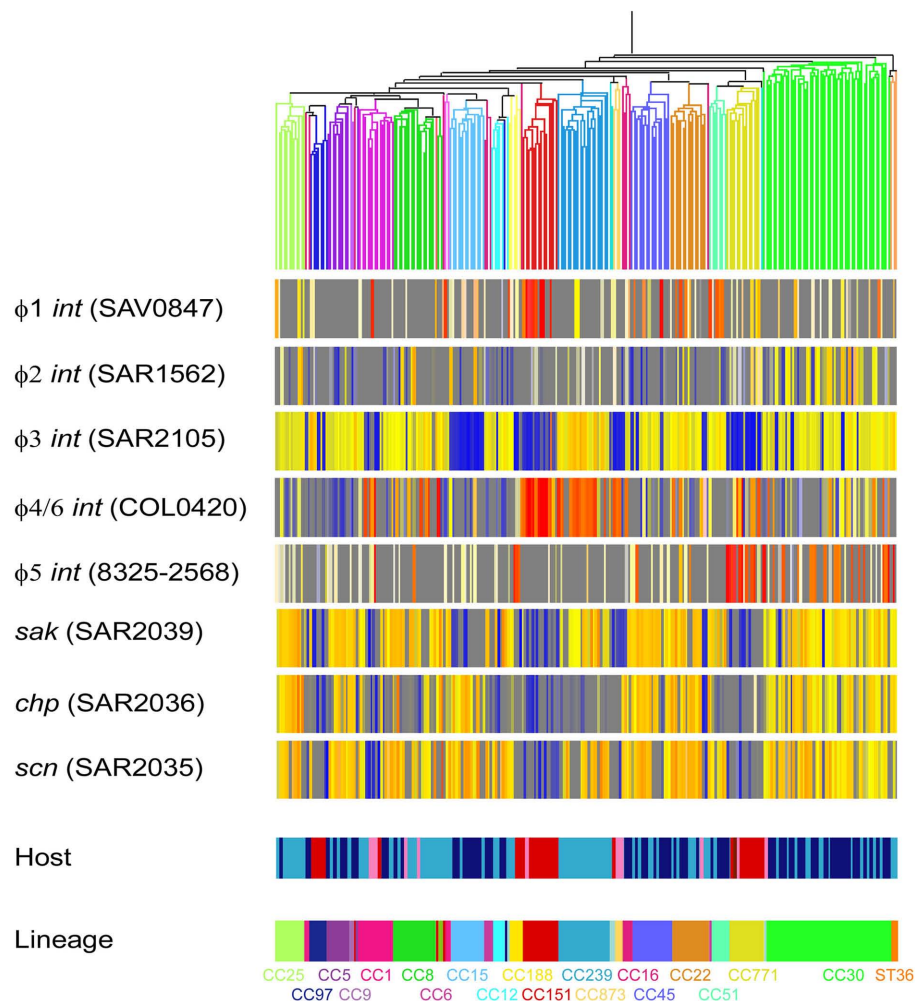 ϕ1 int (SAV0847)
ϕ2 int (SAR1562)
ϕ3 int (SAR2105)
ϕ4/6 int (COL0420)
ϕ5 int (8325-2568)
sak (SAR2039)
chp (SAR2036)
scn (SAR2035)
Host
Lineage
CC25 CC5 CC1 CC8 CC15 CC188 CC239 CC16 CC22 CC771 CC30 ST36
CC97 CC9 CC6 CC12 CC151 CC873 CC45 CC51